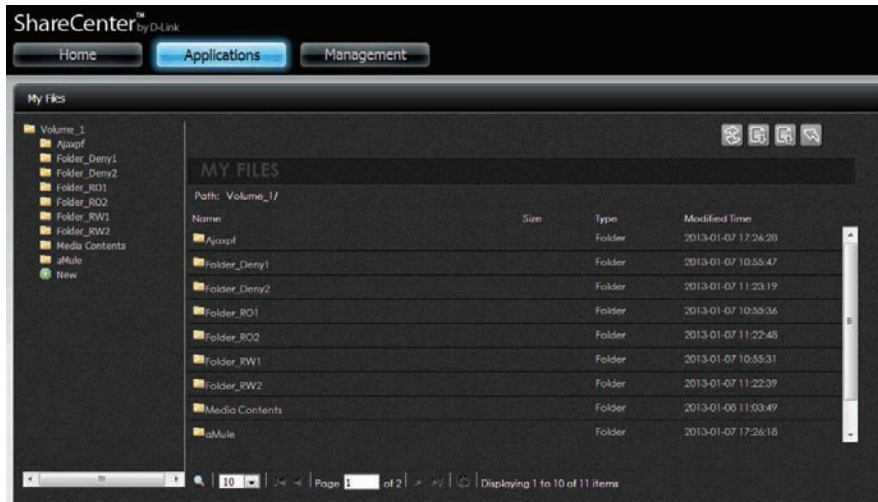 ShareCenter™ by D-Link
Home Applications Management
My Files
Volume_1
Ajaxpf
Folder_Deny1
Folder_Deny2
Folder_RO1
Folder_RO2
Folder_RW1
Folder_RW2
Media Contents
aMule
New
MY FILES
Path: Volume_1/
Name Size Type Modified Time
Ajaxpf Folder 2013-01-07 17:26:28
Folder_Deny1 Folder 2013-01-07 10:55:47
Folder_Deny2 Folder 2013-01-07 11:23:19
Folder_RO1 Folder 2013-01-07 10:55:36
Folder_RO2 Folder 2013-01-07 11:22:48
Folder_RW1 Folder 2013-01-07 10:55:31
Folder_RW2 Folder 2013-01-07 11:22:39
Media Contents Folder 2013-01-08 11:03:49
aMule Folder 2013-01-07 17:26:18
10 Page 1 of 2 Displaying 1 to 10 of 11 items